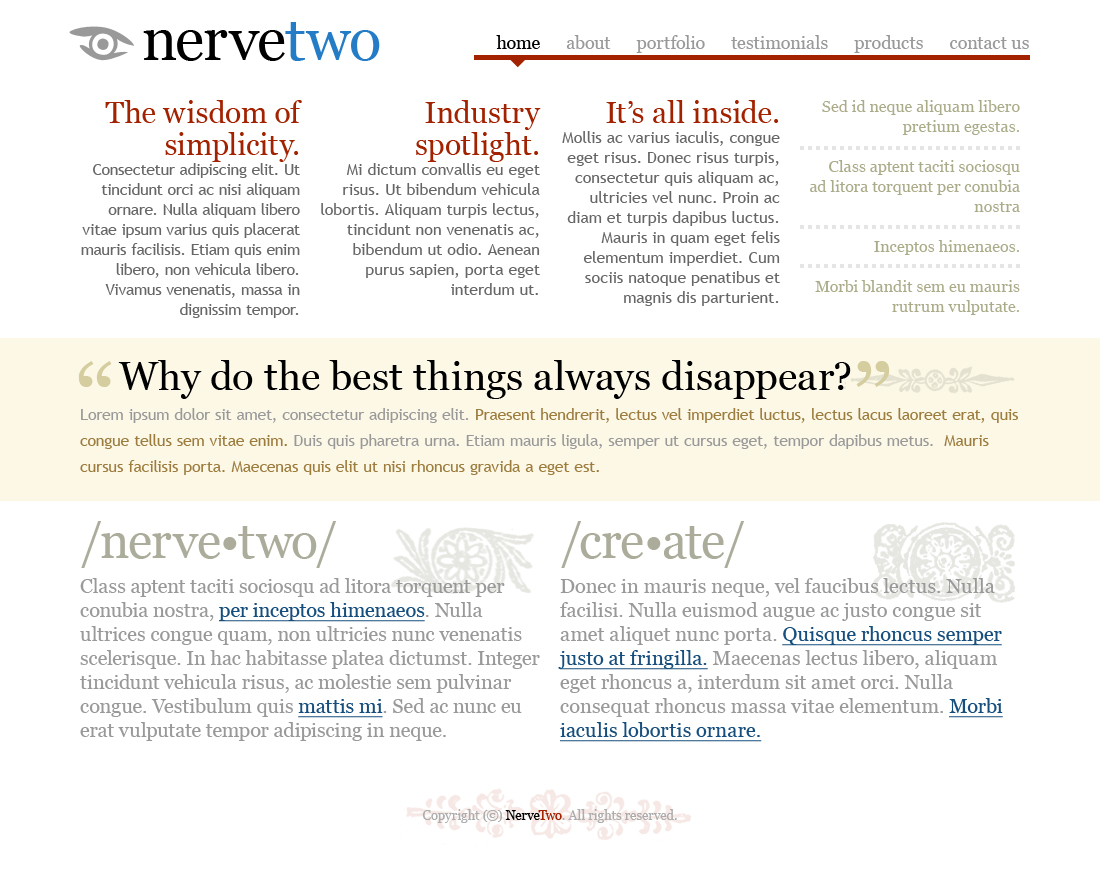 nervetwo
home about portfolio testimonials products contact us
The wisdom of
simplicity.
Consectetur adipiscing elit. Ut
tincidunt orci ac nisi aliquam
ornare. Nulla aliquam libero
vitae ipsum varius quis placerat
mauris facilisis. Etiam quis enim
libero, non vehicula libero.
Vivamus venenatis, massa in
dignissim tempor.
Industry
spotlight.
Mi dictum convallis eu eget
risus. Ut bibendum vehicula
lobortis. Aliquam turpis lectus,
tincidunt non venenatis ac,
bibendum ut odio. Aenean
purus sapien, porta eget
interdum ut.
It’s all inside.
Mollis ac varius iaculis, congue
eget risus. Donec risus turpis,
consectetur quis aliquam ac,
ultricies vel nunc. Proin ac
diam et turpis dapibus luctus.
Mauris in quam eget felis
elementum imperdiet. Cum
sociis natoque penatibus et
magnis dis parturient.
Sed id neque aliquam libero
pretium egestas.
Class aptent taciti sociosqu
ad litora torquent per conubia
nostra
Inceptos himenaeos.
Morbi blandit sem eu mauris
rutrum vulputate.
“Why do the best things always disappear?”
Lorem ipsum dolor sit amet, consectetur adipiscing elit. Praesent hendrerit, lectus vel imperdiet luctus, lectus lacus laoreet erat, quis
congue tellus sem vitae enim. Duis quis pharetra urna. Etiam mauris ligula, semper ut cursus eget, tempor dapibus metus. Mauris
cursus facilisis porta. Maecenas quis elit ut nisi rhoncus gravida a eget est.
/nerve•two/
Class aptent taciti sociosqu ad litora torquent per
conubia nostra, per inceptos himenaeos. Nulla
ultrices congue quam, non ultricies nunc venenatis
scelerisque. In hac habitasse platea dictumst. Integer
tincidunt vehicula risus, ac molestie sem pulvinar
congue. Vestibulum quis mattis mi. Sed ac nunc eu
erat vulputate tempor adipiscing in neque.
/cre•ate/
Donec in mauris neque, vel faucibus lectus. Nulla
facilisi. Nulla euismod augue ac justo congue sit
amet aliquet nunc porta. Quisque rhoncus semper
justo at fringilla. Maecenas lectus libero, aliquam
eget rhoncus a, interdum sit amet orci. Nulla
consequat rhoncus massa vitae elementum. Morbi
iaculis lobortis ornare.
Copyright (©) NerveTwo. All rights reserved.